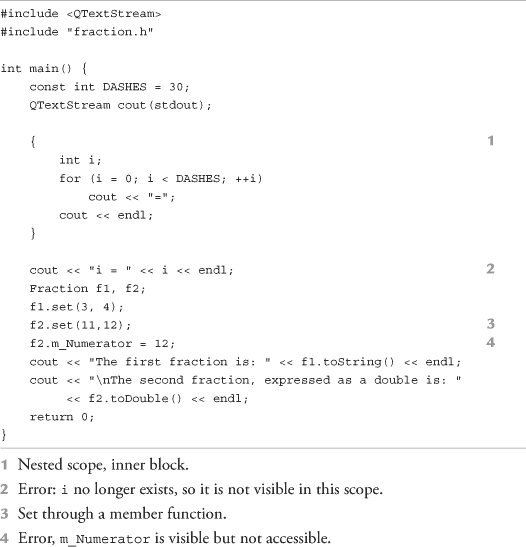 #include <QTextStream>
#include "fraction.h"
int main() {
    const int DASHES = 30;
    QTextStream cout(stdout);
    { 1
        int i;
        for (i = 0; i < DASHES; ++i)
            cout << "=";
        cout << endl;
    }
    cout << "i = " << i << endl; 2
    Fraction f1, f2;
    f1.set(3, 4);
    f2.set(11,12); 3
    f2.m_Numerator = 12; 4
    cout << "The first fraction is: " << f1.toString() << endl;
    cout << "\nThe second fraction, expressed as a double is: "
         << f2.toDouble() << endl;
    return 0;
}
1 Nested scope, inner block.
2 Error: i no longer exists, so it is not visible in this scope.
3 Set through a member function.
4 Error, m_Numerator is visible but not accessible.